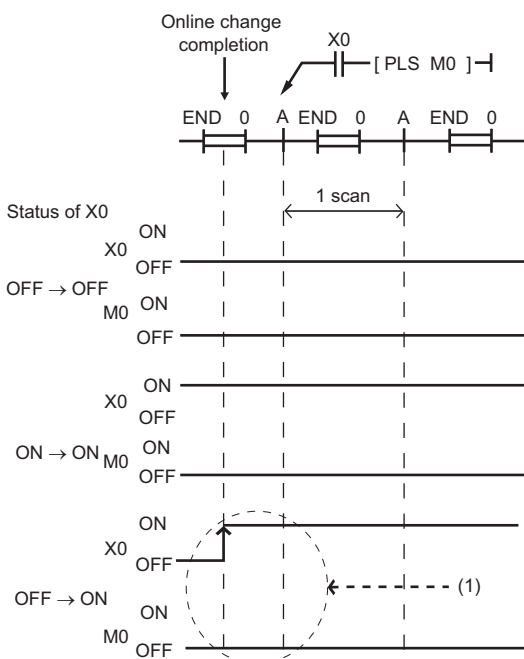 Online change
completion
X0
[ PLS M0 ]
END 0 A END 0 A END 0
Status of X0
1 scan
ON
X0
OFF
OFF → OFF
ON
M0
OFF
ON
X0
OFF
ON → ON
ON
M0
OFF
ON
X0
OFF
(1)
OFF → ON
ON
M0
OFF